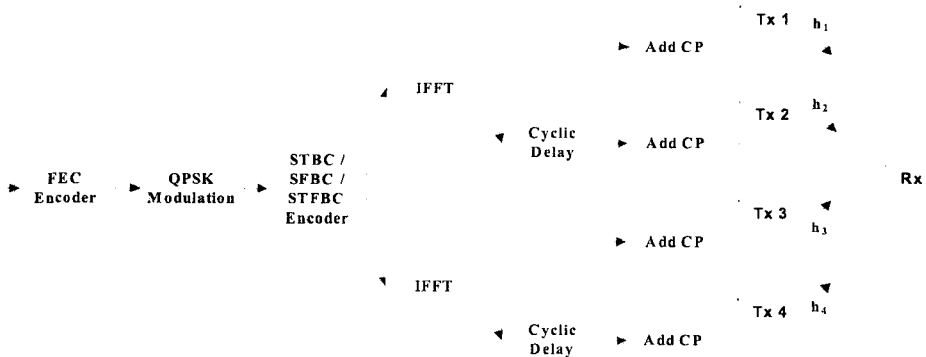 Tx 1
h1
Add CP
IFFT
Tx 2
h2
Cyclic
Delay
Add CP
FEC
Encoder
QPSK
Modulation
STBC /
SFBC /
STFBC
Encoder
Rx
Tx 3
h3
Add CP
IFFT
Tx 4
h4
Cyclic
Delay
Add CP